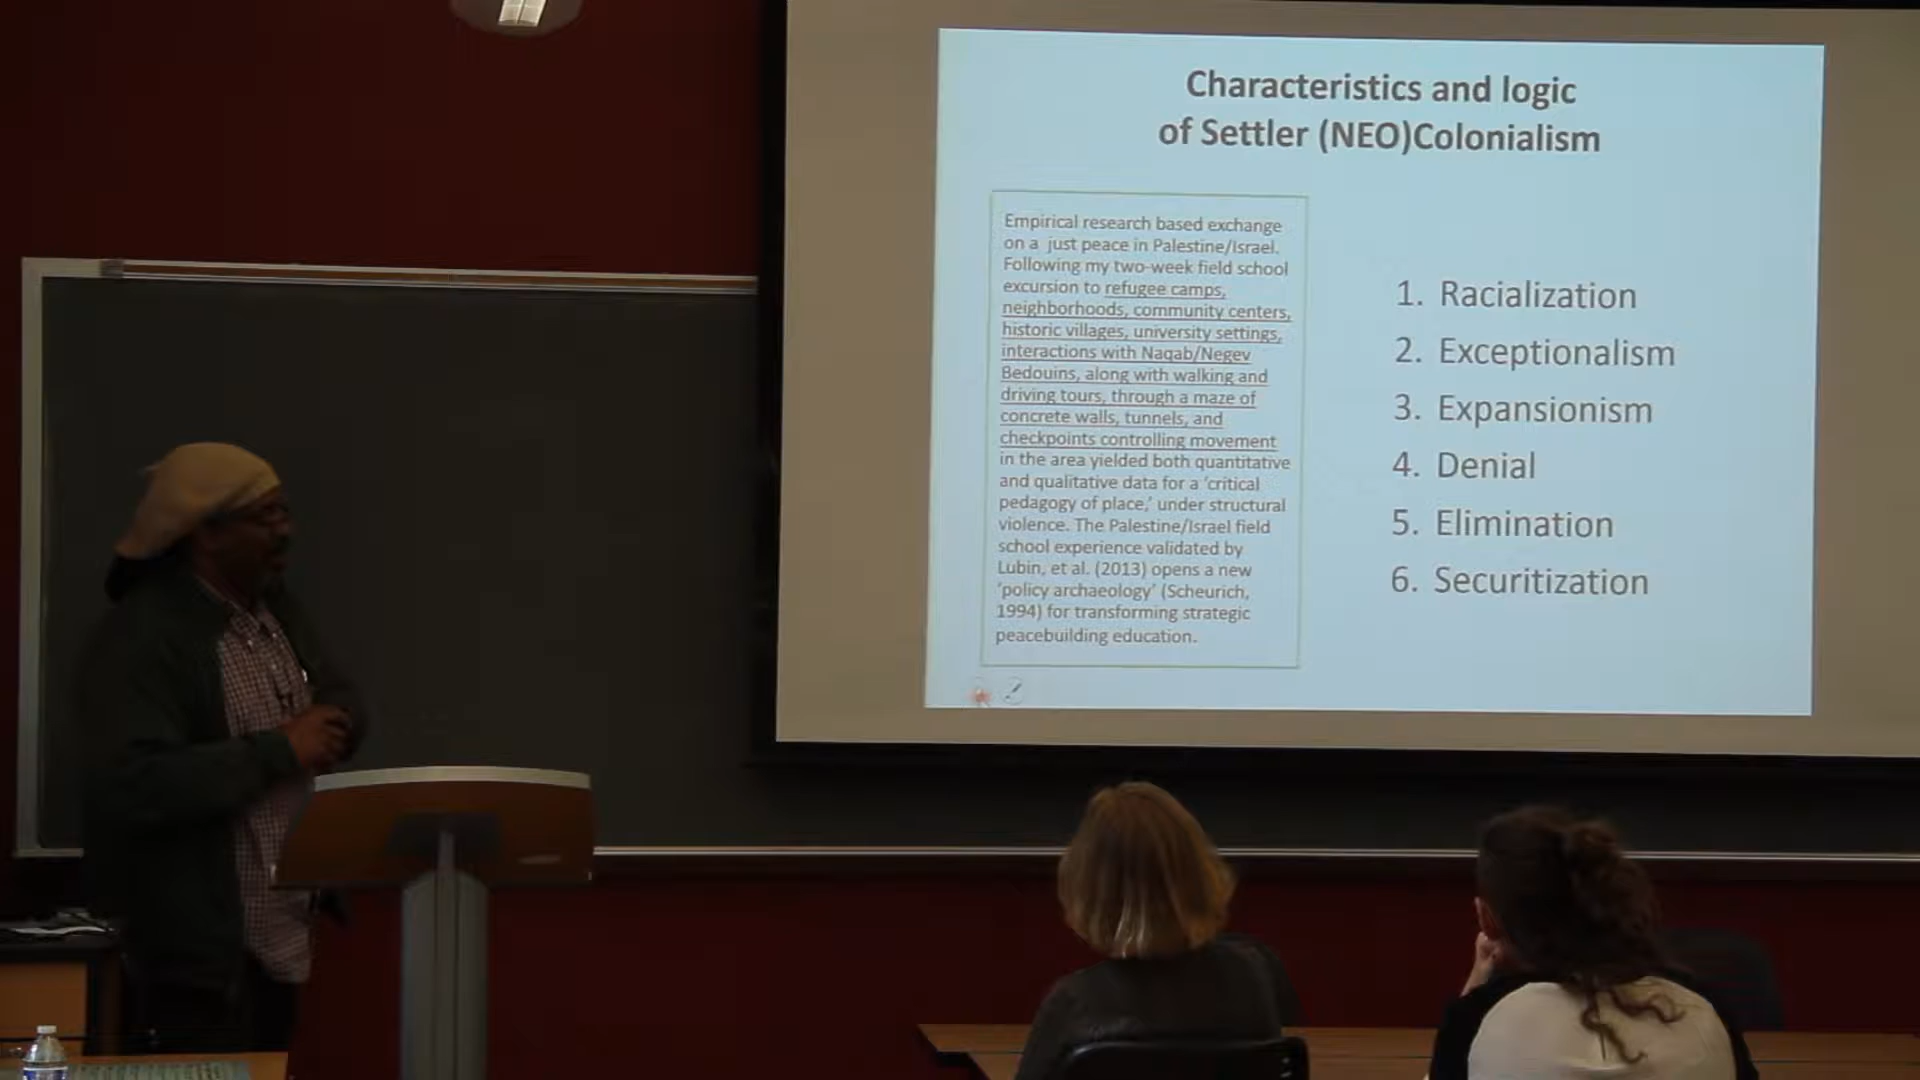 Characteristics and logic
of Settler (NEO)Colonialism
Empirical research based exchange
on a just peace in Palestine/Israel.
Following my two-week field school
excursion to refugee camps,
neighborhoods, community centers,
historic villages, university settings,
interactions with Naqab/Negev
Bedouins, along with walking and
driving tours, through a maze of
concrete walls, tunnels, and
checkpoints controlling movement
in the area yielded both quantitative
and qualitative data for a ‘critical
pedagogy of place,’ under structural
violence. The Palestine/Israel field
school experience validated by
Lubin, et al. (2013) opens a new
‘policy archaeology’ (Scheurich,
1994) for transforming strategic
peacebuilding education.
1. Racialization
2. Exceptionalism
3. Expansionism
4. Denial
5. Elimination
6. Securitization